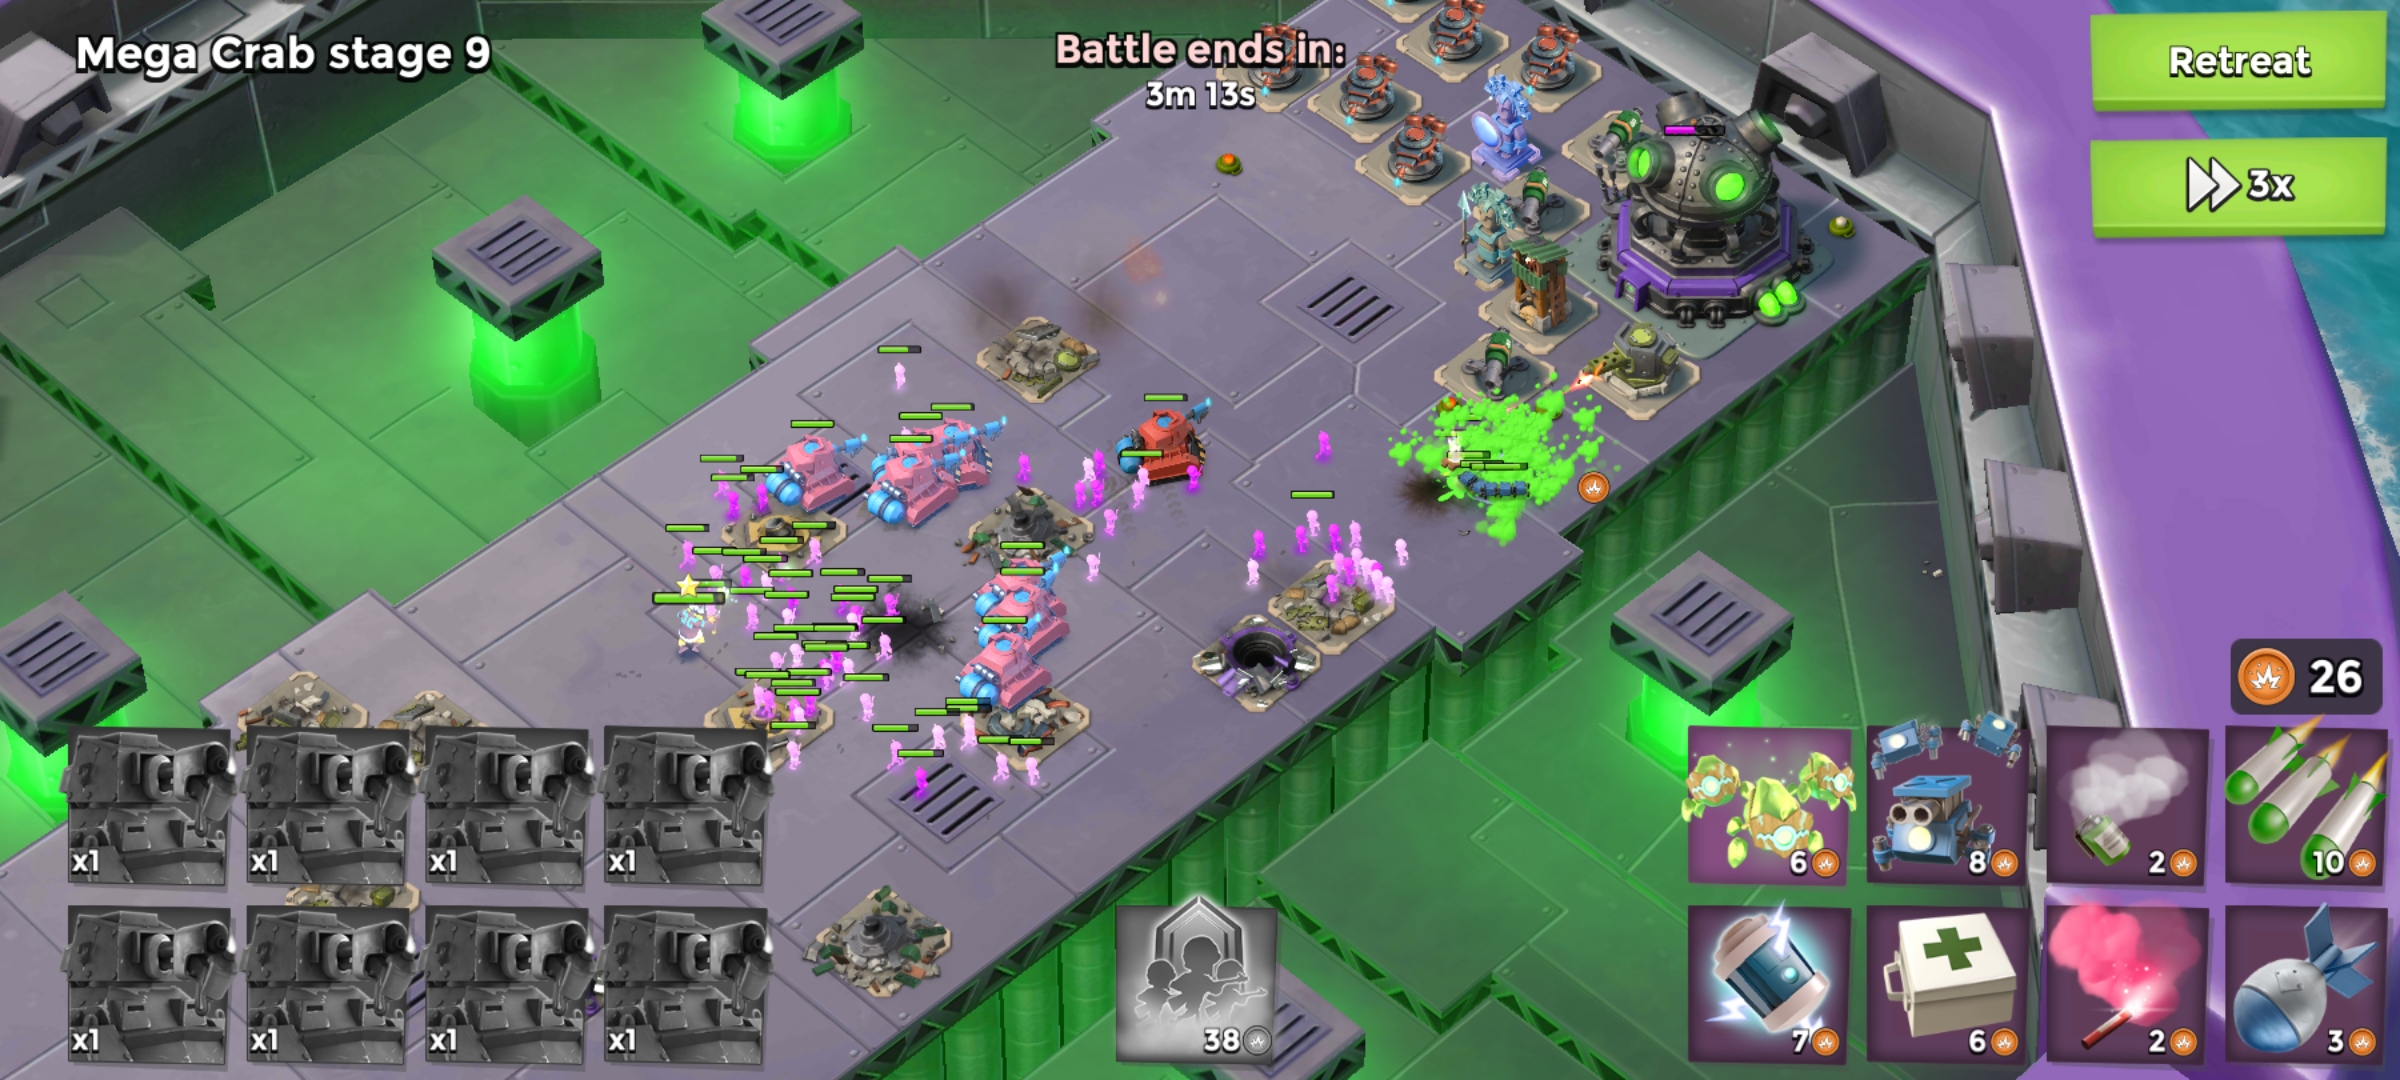 Mega Crab stage 9
Battle ends in:
3m 13s
Retreat
3x
26
x1
x1
x1
x1
6
8
2
10
x1
x1
x1
x1
38
7
6
2
3